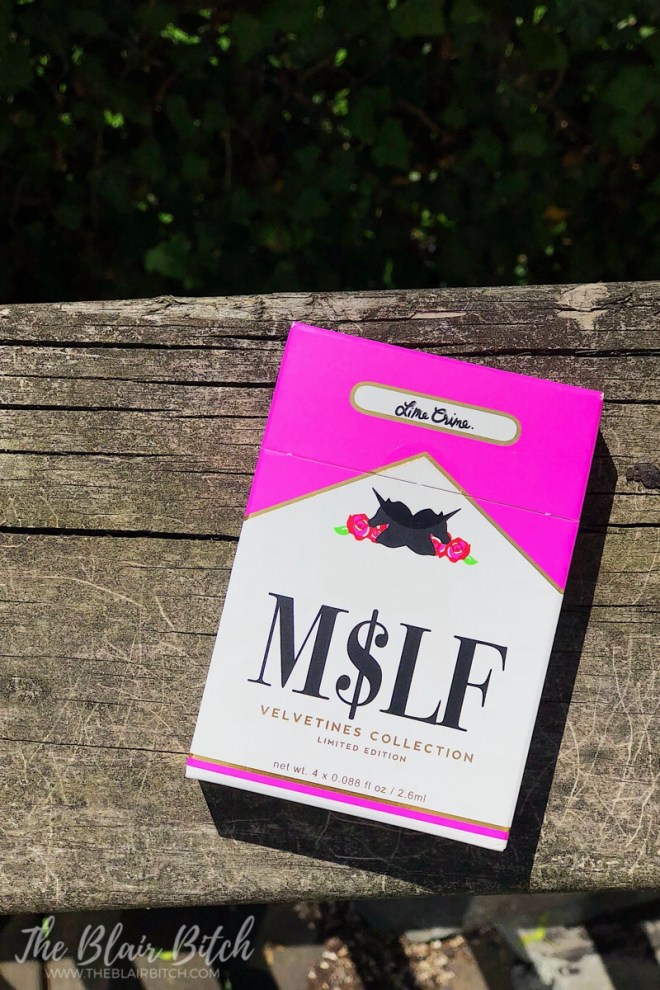 Lime Crime.
M$LF
VELVETINES COLLECTION
LIMITED EDITION
net wt. 4 x 0.088 fl oz / 2.6ml
The Blair Bitch
WWW.THEBLAIRBITCH.COM